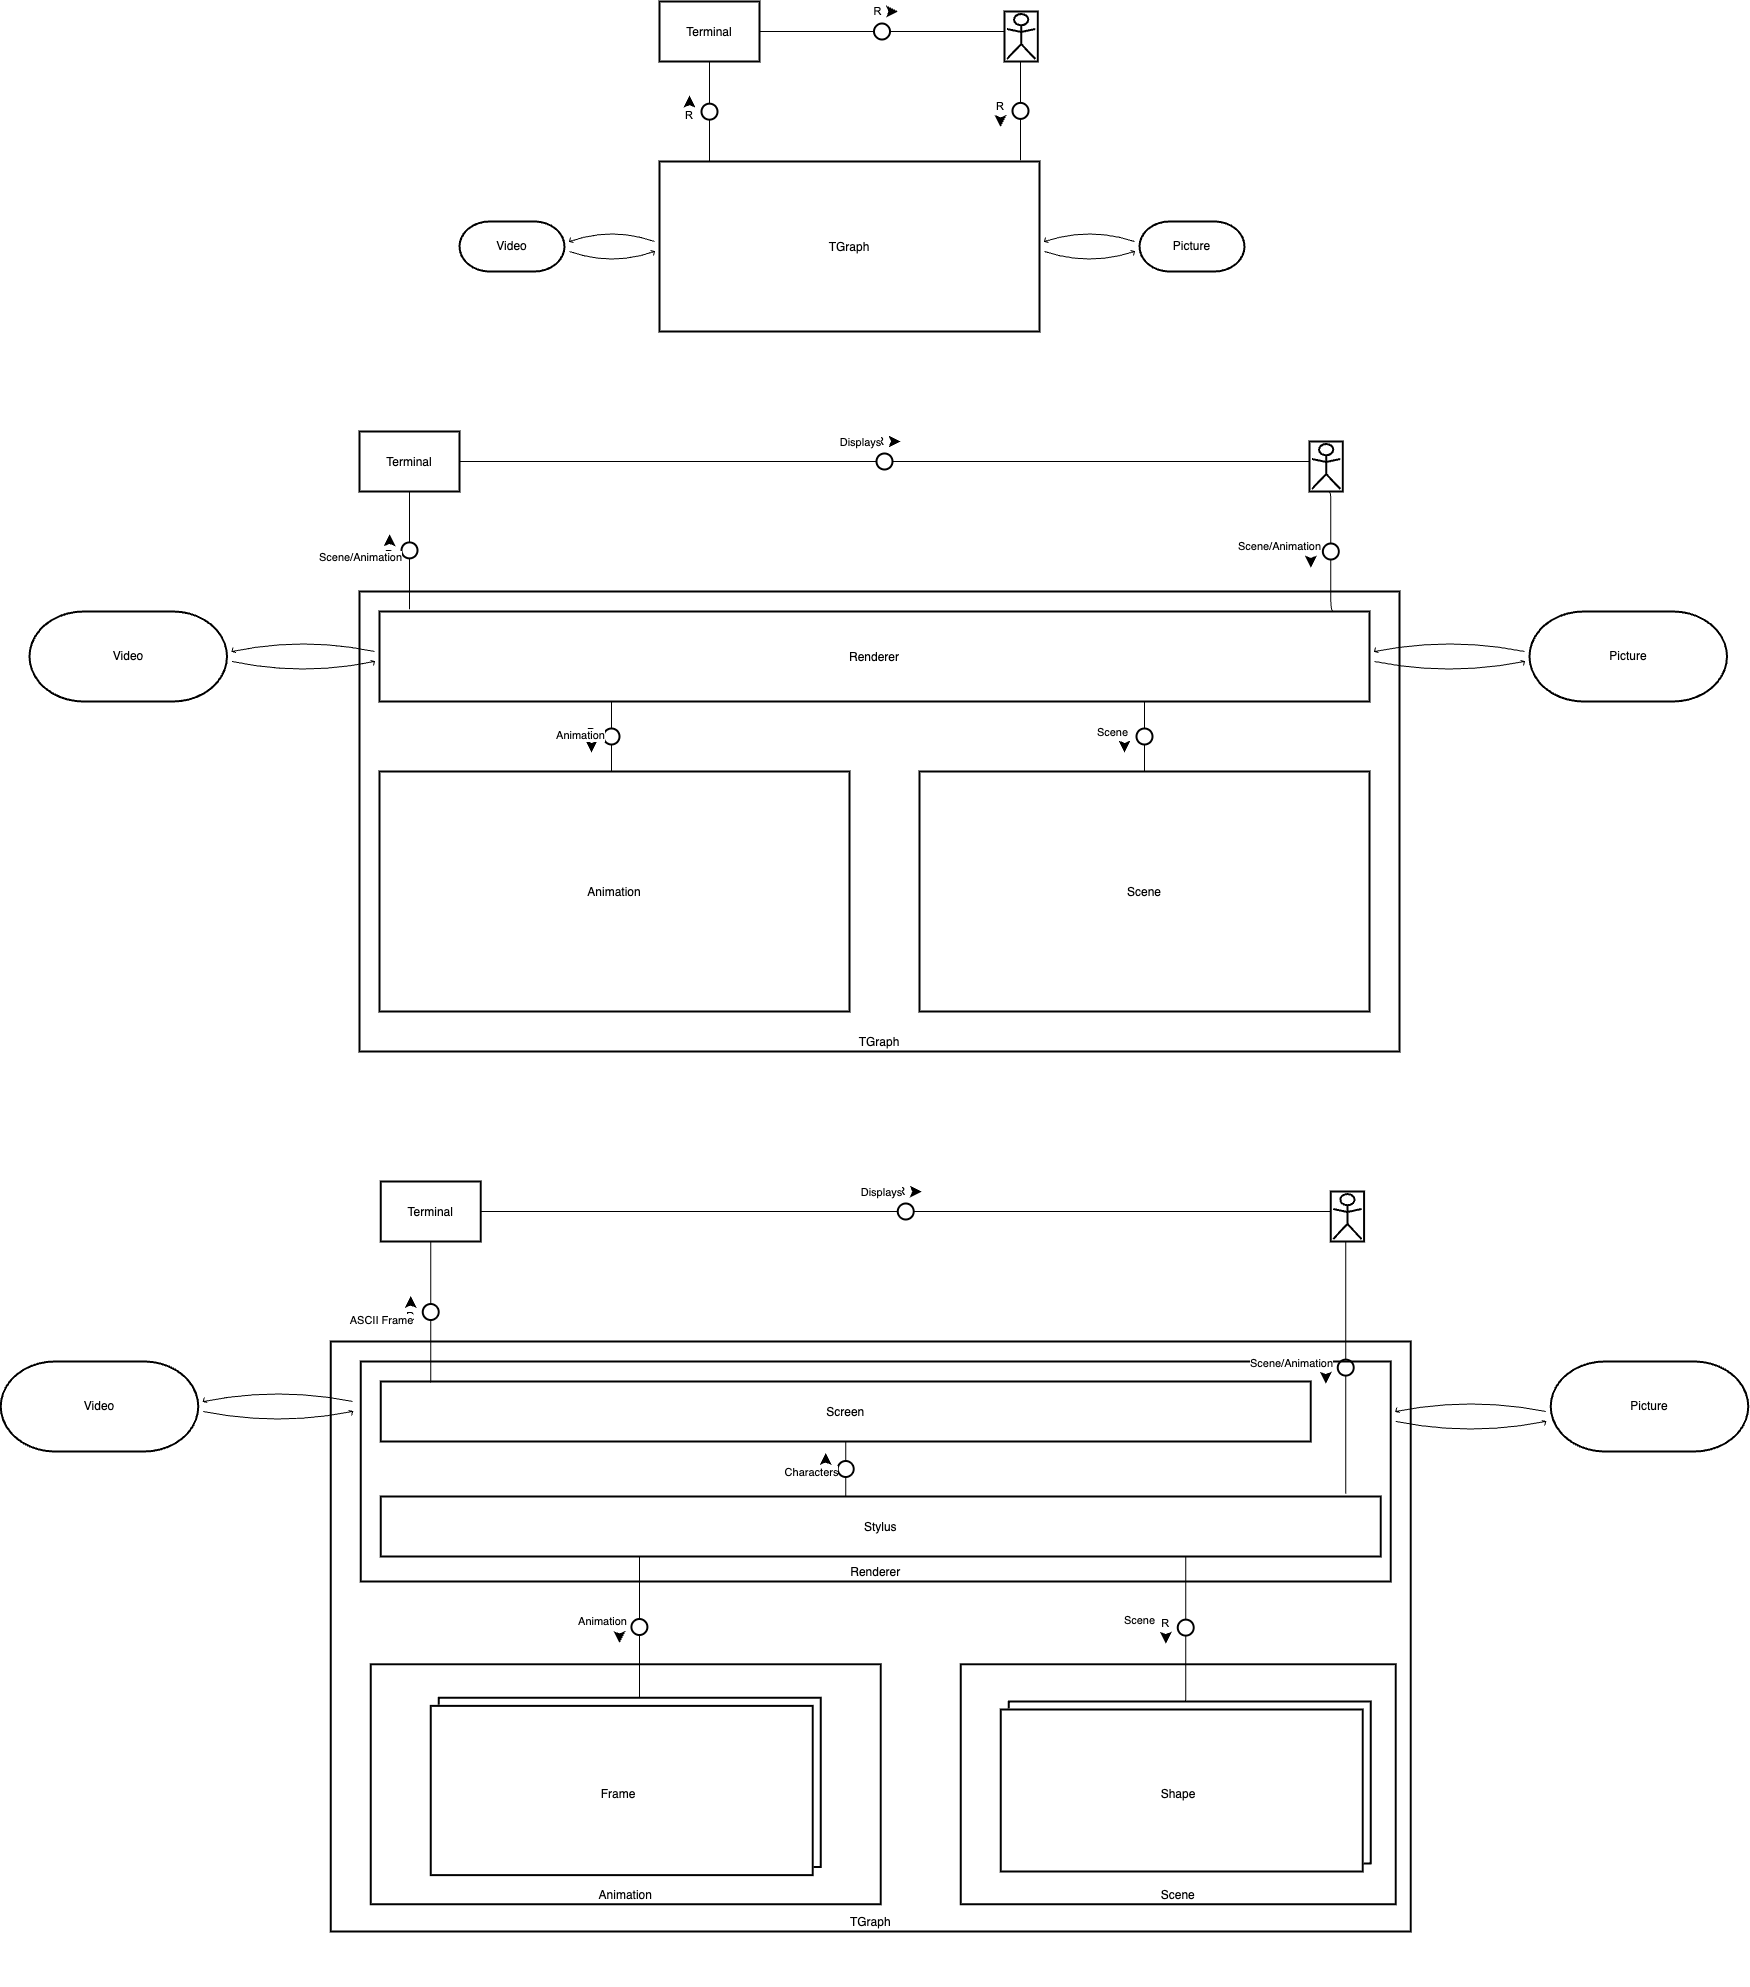 R
Terminal
R
R
Video
TGraph
Picture
Displays
Terminal
Scene/Animation
Scene/Animation
Video
Renderer
Picture
Animation
Scene
Animation
Scene
TGraph
Displays
Terminal
ASCII Frame
Scene/Animation
Video
Screen
Picture
Characters
Stylus
Renderer
Animation
Scene R
Frame
Shape
Animation
Scene
TGraph